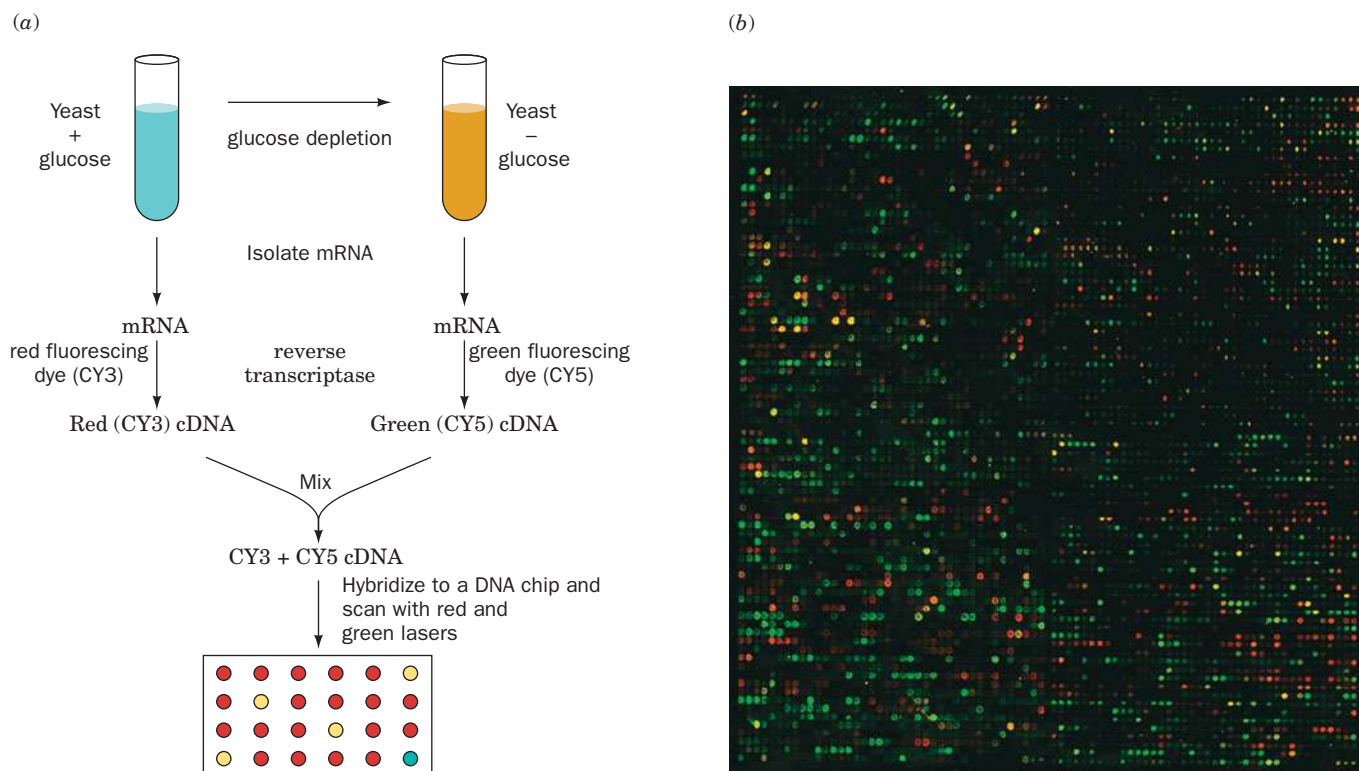 (a)
Yeast
+
glucose
glucose depletion
Yeast
–
glucose
Isolate mRNA
mRNA
mRNA
red fluorescing
dye (CY3)
reverse
transcriptase
green fluorescing
dye (CY5)
Red (CY3) cDNA
Green (CY5) cDNA
Mix
CY3 + CY5 cDNA
Hybridize to a DNA chip and
scan with red and
green lasers
(b)